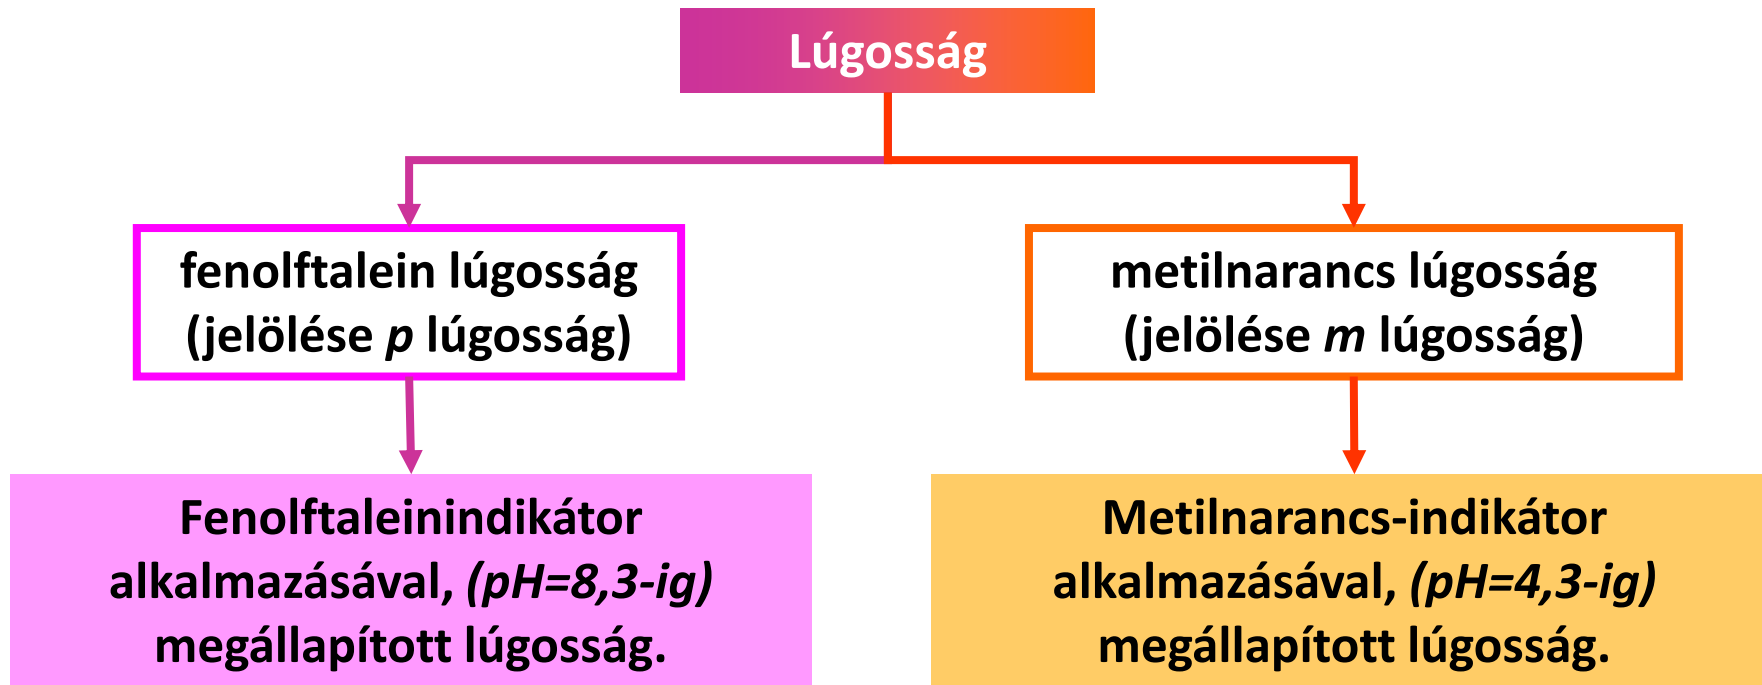 Lúgosság
fenolftalein lúgosság
(jelölése p lúgosság)
metilnarancs lúgosság
(jelölése m lúgosság)
Fenolftaleinindikátor
alkalmazásával, (pH=8,3-ig)
megállapított lúgosság.
Metilnarancs-indikátor
alkalmazásával, (pH=4,3-ig)
megállapított lúgosság.